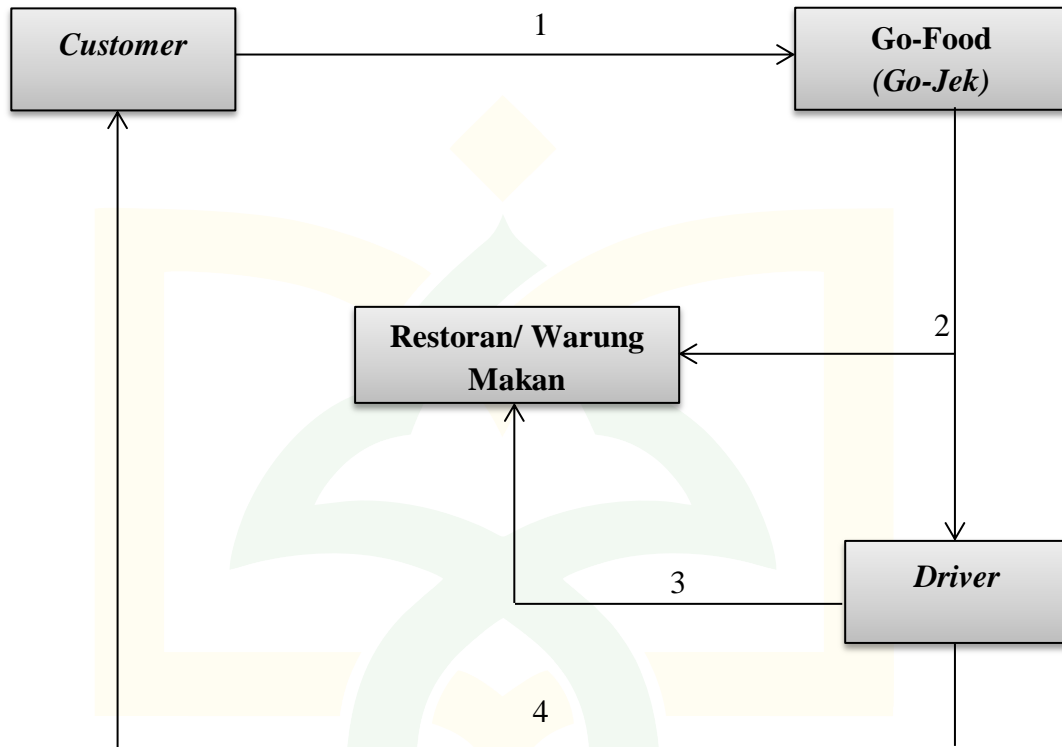 Customer
1
Go-Food
(Go-Jek)
2
Restoran/ Warung
Makan
Driver
3
4